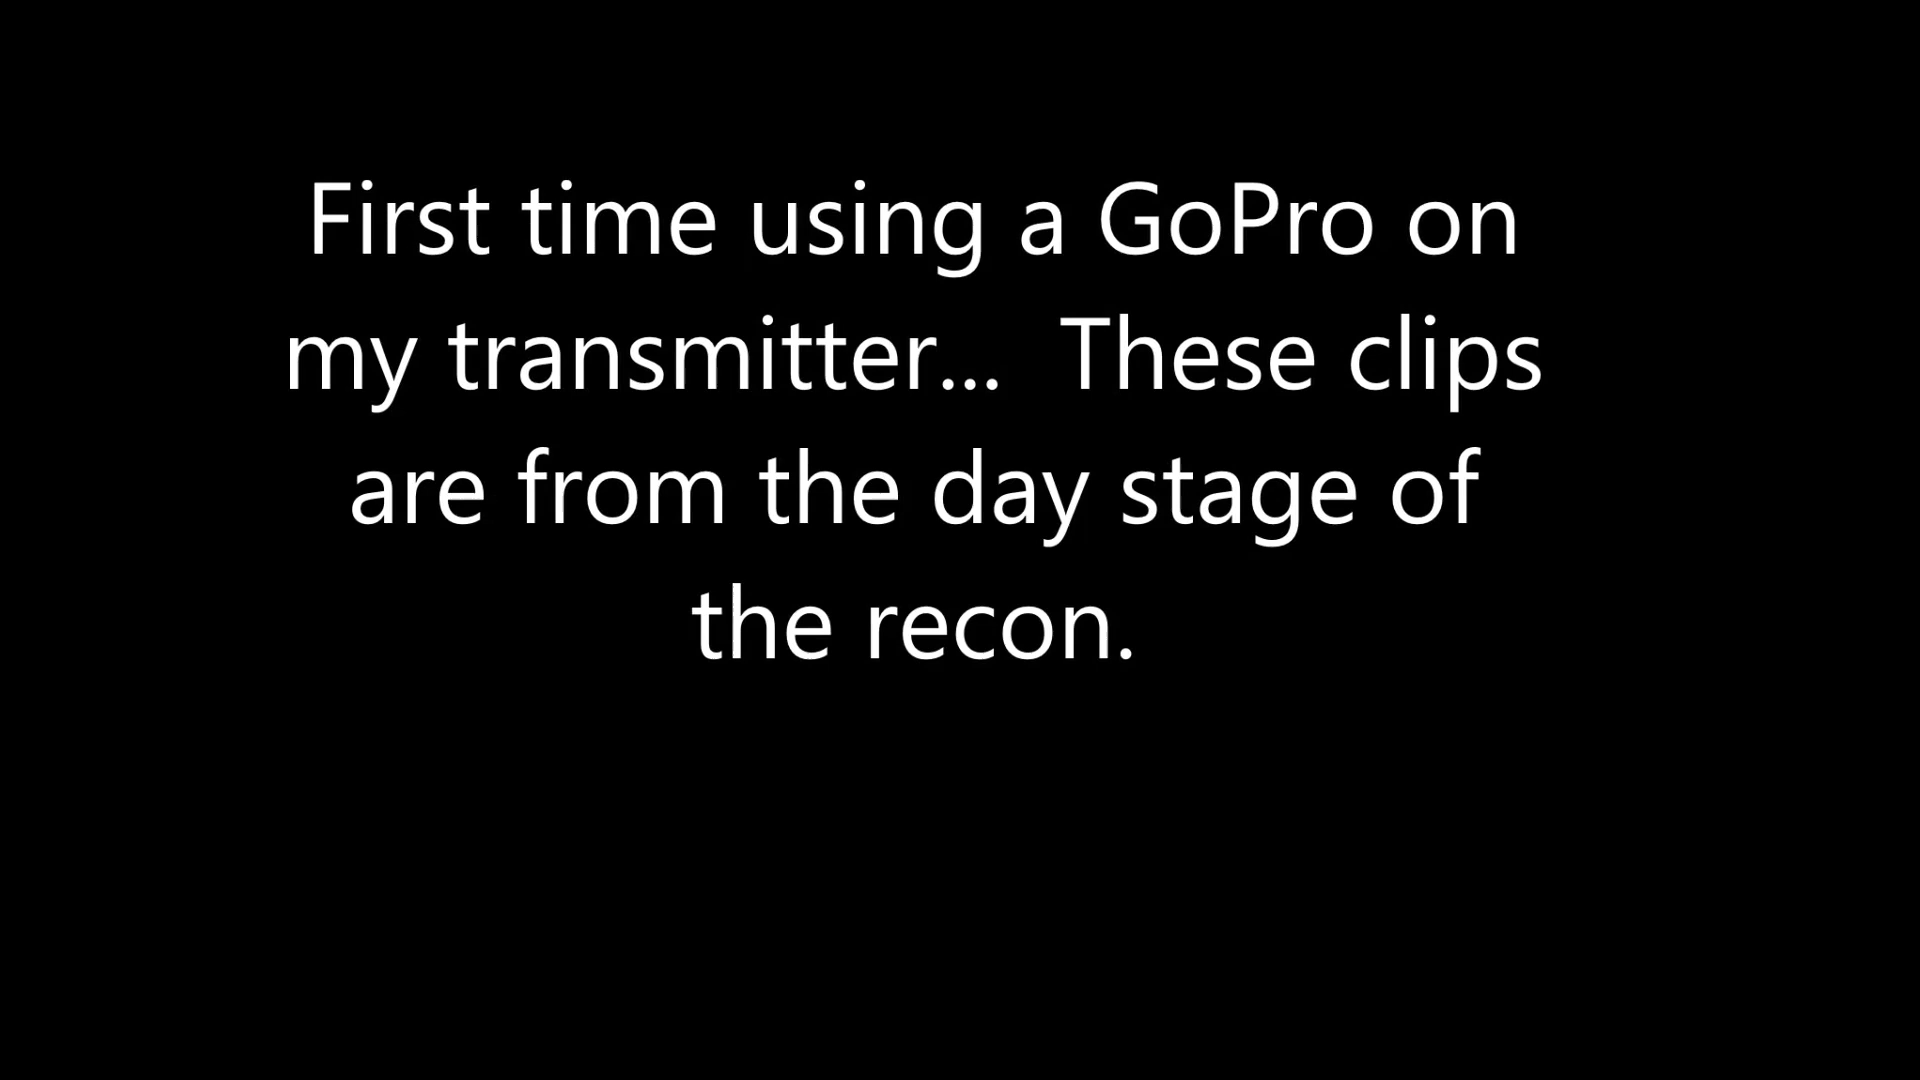 First time using a GoPro on
my transmitter...  These clips
are from the day stage of
the recon.